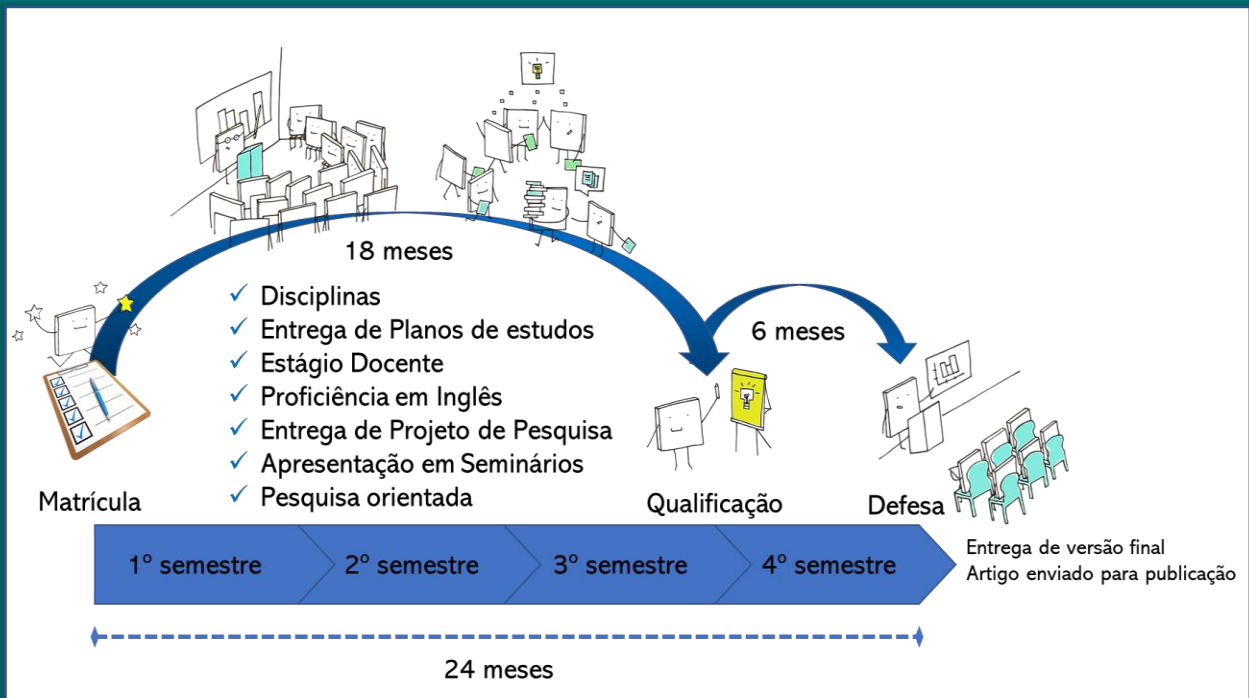 18 meses
✓ Disciplinas
✓ Entrega de Planos de estudos
✓ Estágio Docente
✓ Proficiência em Inglês
✓ Entrega de Projeto de Pesquisa
✓ Apresentação em Seminários
✓ Pesquisa orientada
6 meses
Matrícula
Qualificação
Defesa
1º semestre
2º semestre
3º semestre
4º semestre
Entrega de versão final
Artigo enviado para publicação
24 meses